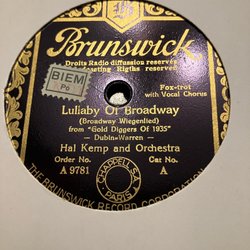 Brunswick
Droits Radio diffusion reserves
Broadcasting Rights reserved
BIEM
Po
Fox-trot
with Vocal Chorus
Lullaby Of Broadway
(Broadway Wiegenlied)
from "Gold Diggers Of 1935"
- Dubin-Warren -
Hal Kemp and Orchestra
Order No.
A 9781
Cat No.
A
CHAPPELL S.A.
PARIS
THE BRUNSWICK RECORD CORPORATION